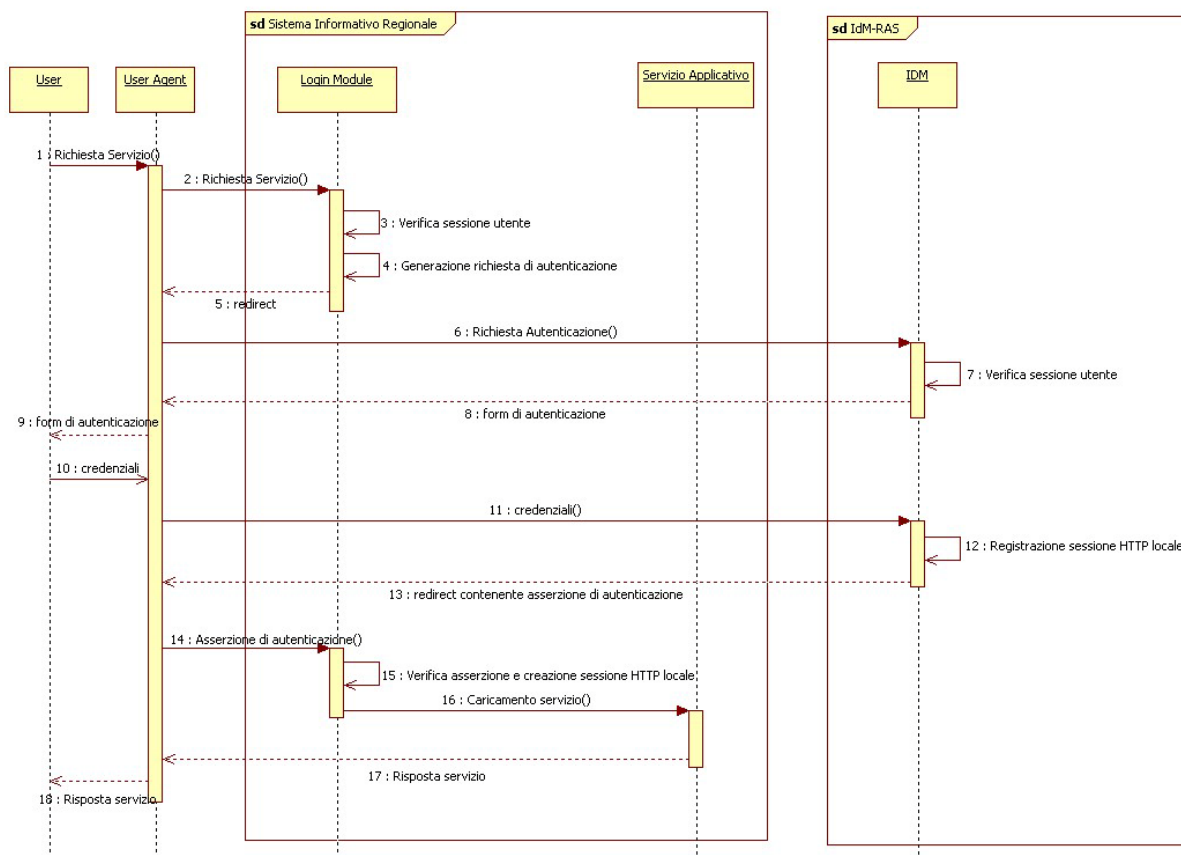 sd Sistema Informativo Regionale
sd IdM-RAS
User
User Agent
Login Module
Servizio Applicativo
IDM
1 : Richiesta Servizio()
2 : Richiesta Servizio()
3 : Verifica sessione utente
4 : Generazione richiesta di autenticazione
5 : redirect
6 : Richiesta Autenticazione()
7 : Verifica sessione utente
8 : form di autenticazione
9 : form di autenticazione
10 : credenziali
11 : credenziali()
12 : Registrazione sessione HTTP locale
13 : redirect contenente asserzione di autenticazione
14 : Asserzione di autenticazione()
15 : Verifica asserzione e creazione sessione HTTP locale
16 : Caricamento servizio()
17 : Risposta servizio
18 : Risposta servizio